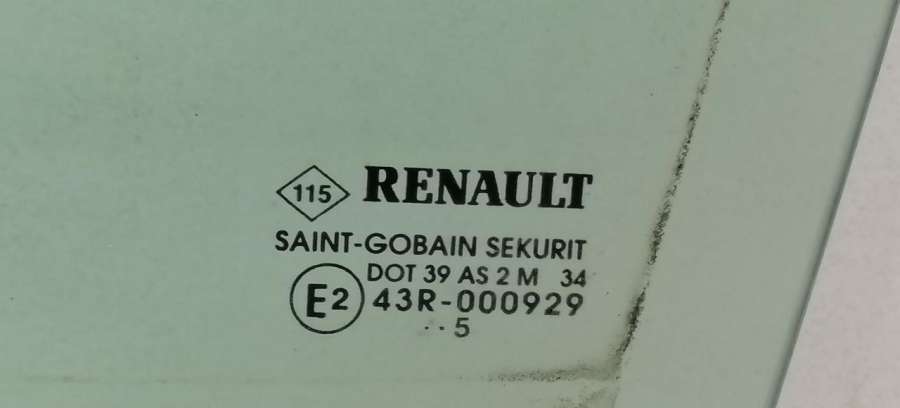 115 RENAULT
SAINT-GOBAIN SEKURIT
DOT 39 AS 2 M 34
E2 43R-000929
··5